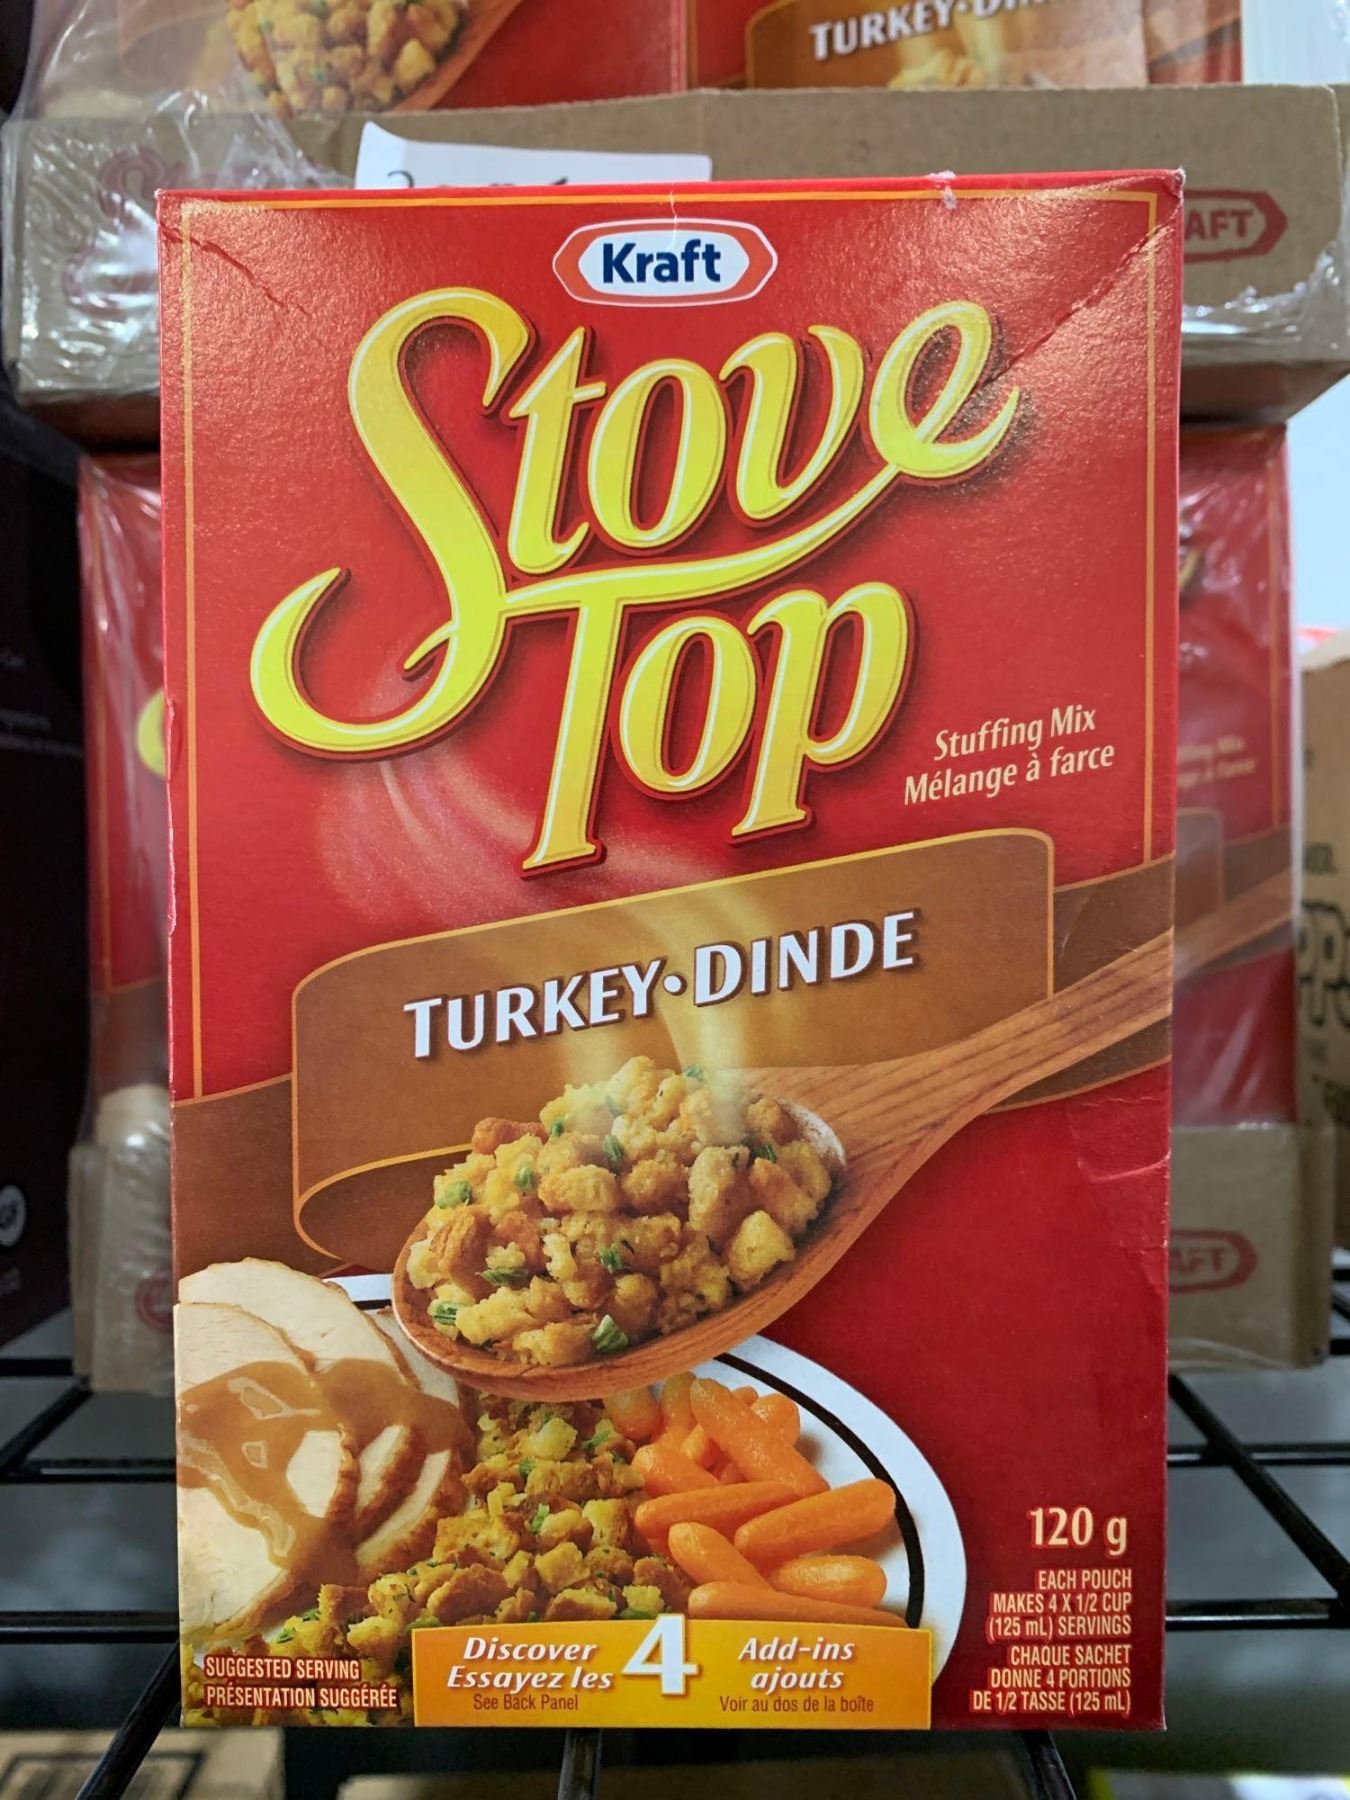 TURKEY
AFT
Kraft
Stove
Top
Stuffing Mix
Mélange à farce
TURKEY•DINDE
AFT
120 g
EACH POUCH
MAKES 4 X 1/2 CUP
(125 mL) SERVINGS
CHAQUE SACHET
DONNE 4 PORTIONS
DE 1/2 TASSE (125 mL)
Discover 4 Add-ins
Essayez les ajouts
See Back Panel Voir au dos de la boîte
SUGGESTED SERVING
PRÉSENTATION SUGGÉRÉE